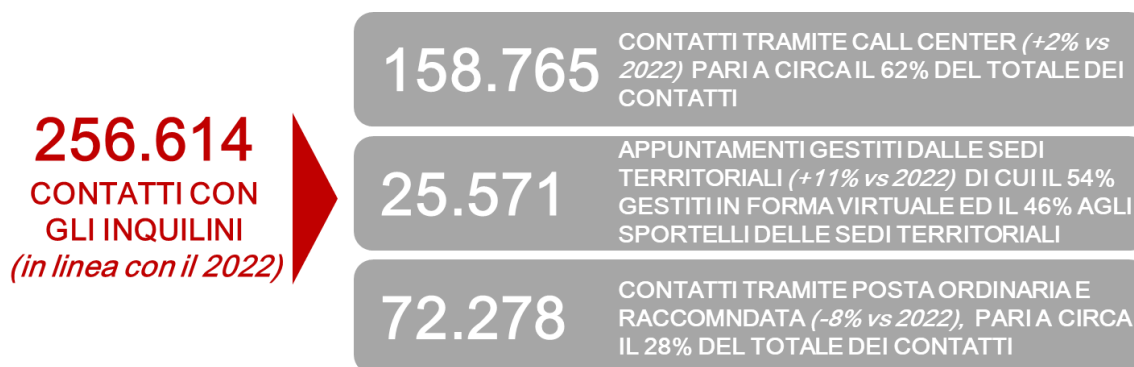 256.614
CONTATTI CON
GLI INQUILINI
(in linea con il 2022)
158.765
CONTATTI TRAMITE CALL CENTER (+2% vs
2022) PARI A CIRCA IL 62% DEL TOTALE DEI
CONTATTI
25.571
APPUNTAMENTI GESTITI DALLE SEDI
TERRITORIALI (+11% vs 2022) DI CUI IL 54%
GESTITI IN FORMA VIRTUALE ED IL 46% AGLI
SPORTELLI DELLE SEDI TERRITORIALI
72.278
CONTATTI TRAMITE POSTA ORDINARIA E
RACCOMNDATA (-8% vs 2022), PARI A CIRCA
IL 28% DEL TOTALE DEI CONTATTI